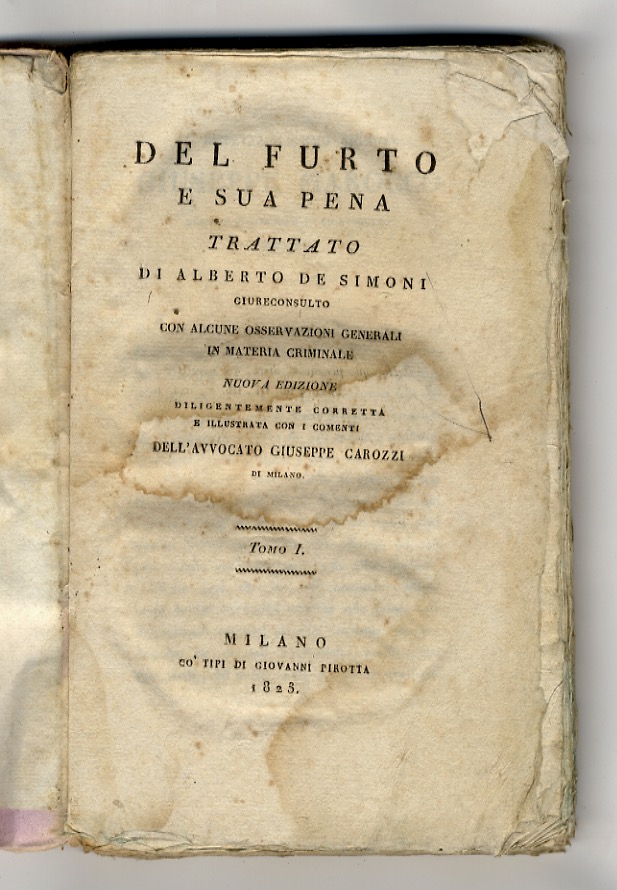 DEL FURTO
E SUA PENA
TRATTATO
DI ALBERTO DE SIMONI
GIURECONSULTO
CON ALCUNE OSSERVAZIONI GENERALI
IN MATERIA CRIMINALE
NUOVA EDIZIONE
DILIGENTEMENTE CORRETTA
E ILLUSTRATA CON I COMENTI
DELL'AVVOCATO GIUSEPPE CAROZZI
DI MILANO.
TOMO I.
MILANO
CO' TIPI DI GIOVANNI PIROTTA
1823.